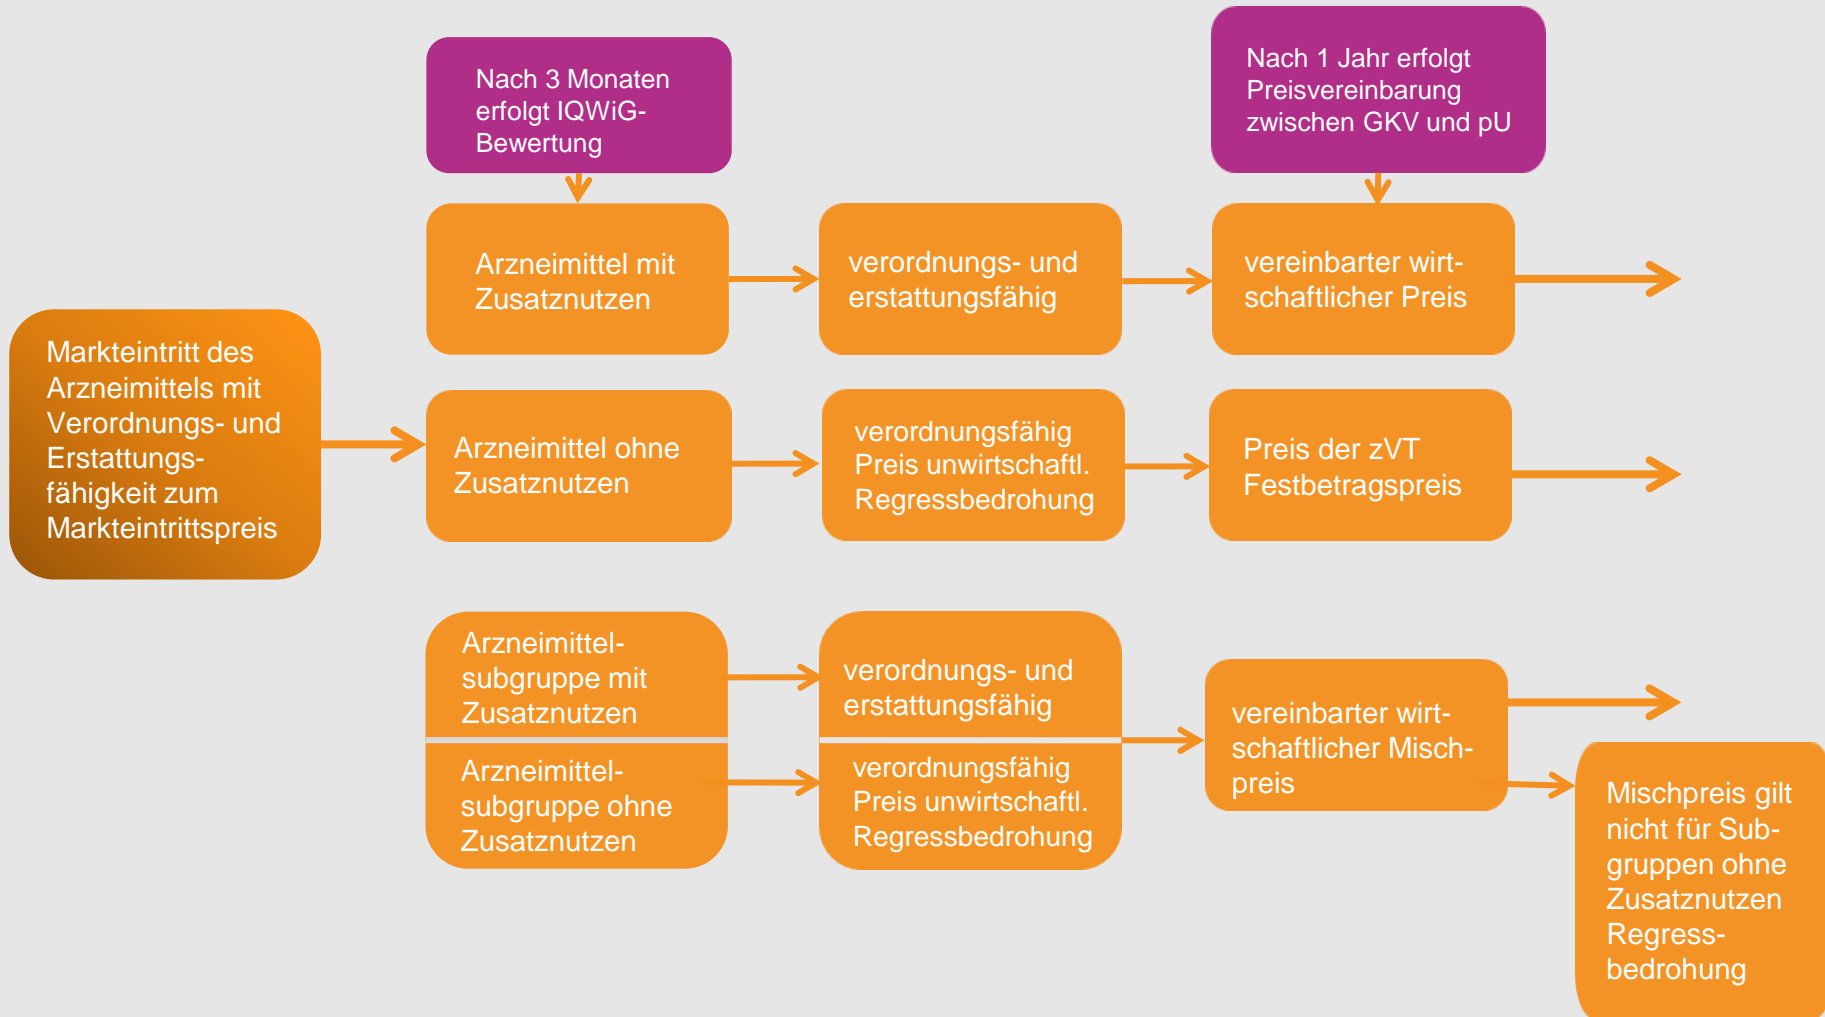 Nach 3 Monaten
erfolgt IQWiG-
Bewertung
Nach 1 Jahr erfolgt
Preisvereinbarung
zwischen GKV und pU
Markteintritt des
Arzneimittels mit
Verordnungs- und
Erstattungs-
fähigkeit zum
Markteintrittspreis
Arzneimittel mit
Zusatznutzen
verordnungs- und
erstattungsfähig
vereinbarter wirt-
schaftlicher Preis
Arzneimittel ohne
Zusatznutzen
verordnungsfähig
Preis unwirtschaftl.
Regressbedrohung
Preis der zVT
Festbetragspreis
Arzneimittel-
subgruppe mit
Zusatznutzen
verordnungs- und
erstattungsfähig
Arzneimittel-
subgruppe ohne
Zusatznutzen
verordnungsfähig
Preis unwirtschaftl.
Regressbedrohung
vereinbarter wirt-
schaftlicher Misch-
preis
Mischpreis gilt
nicht für Sub-
gruppen ohne
Zusatznutzen
Regress-
bedrohung